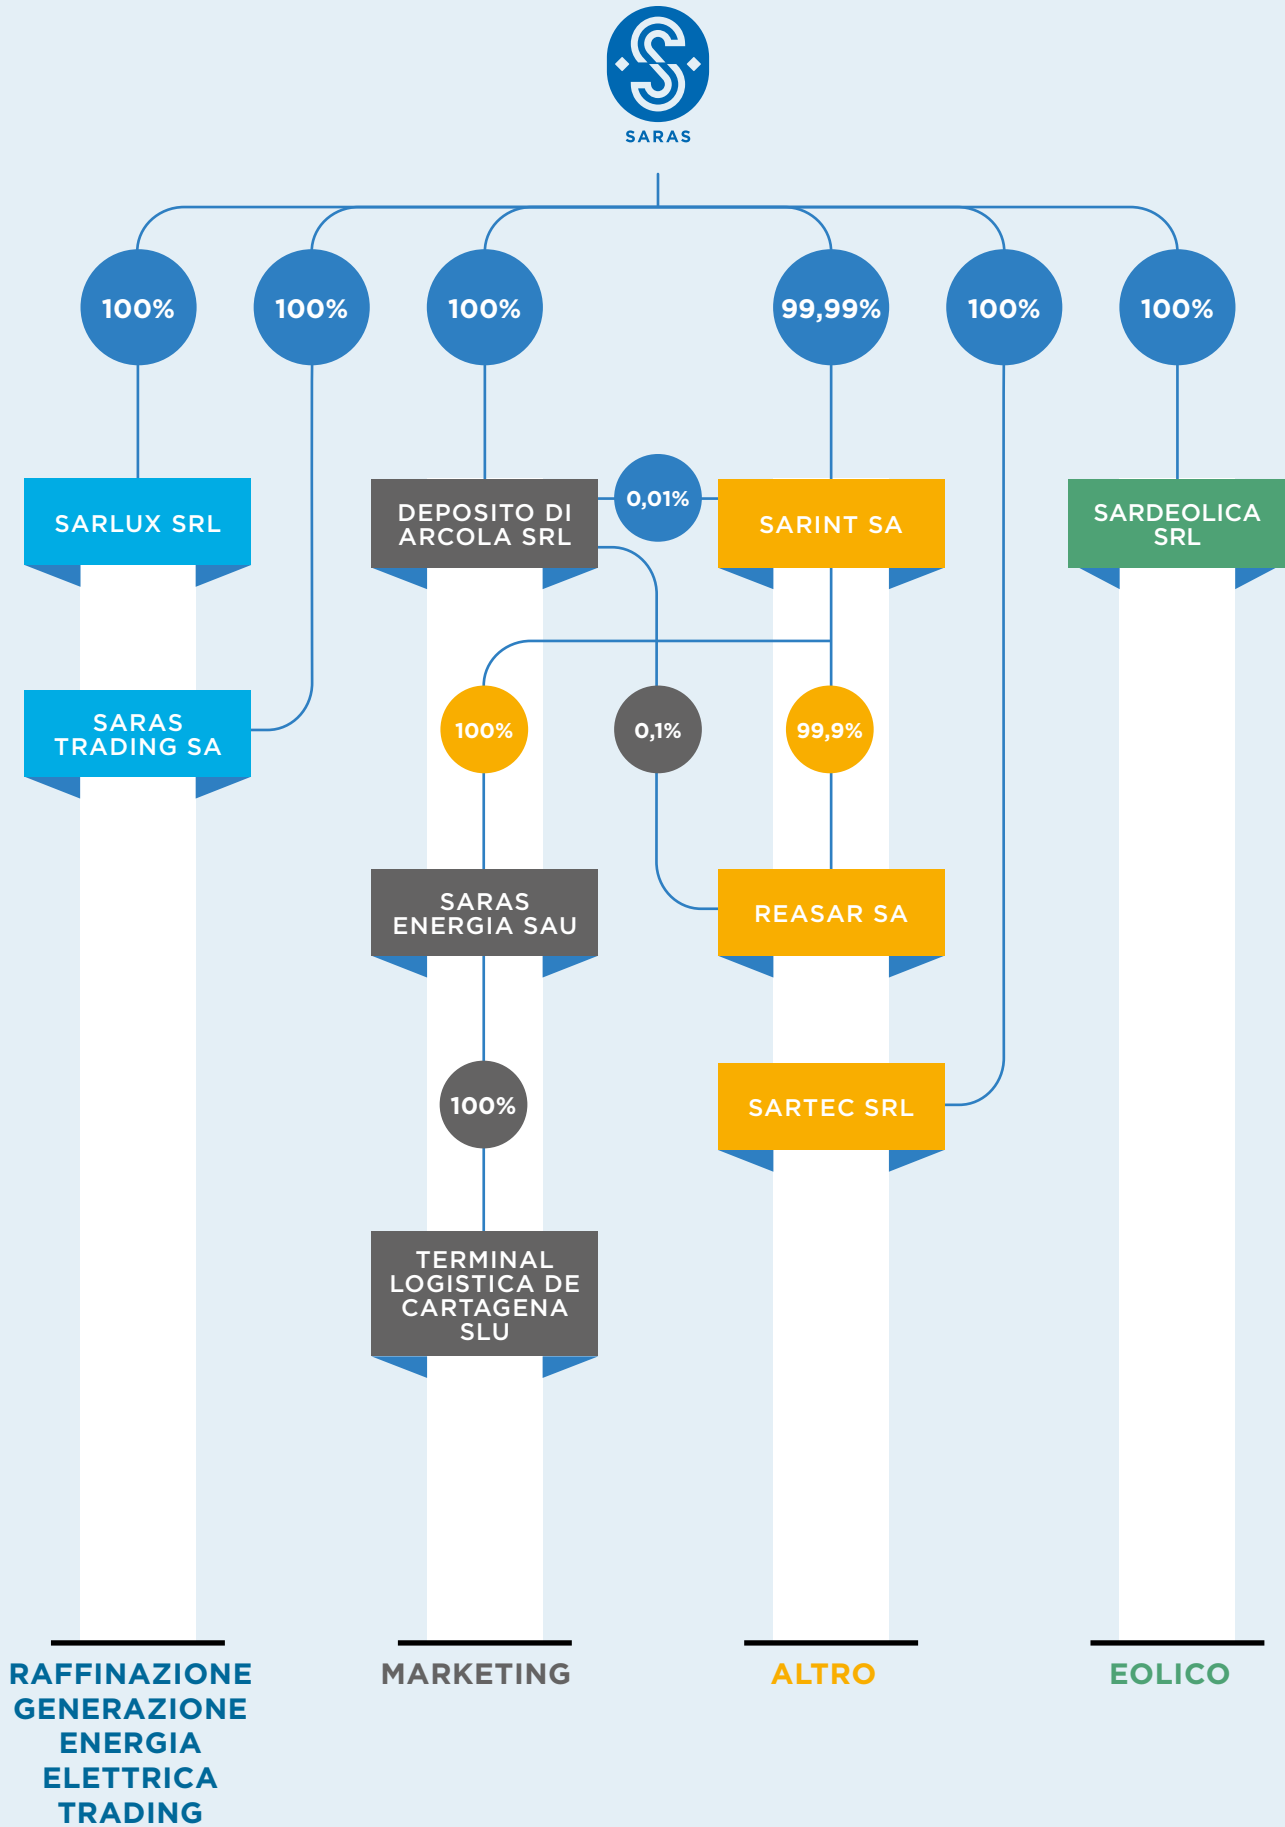 SARAS
100%
100%
100%
99,99%
100%
100%
SARLUX SRL
DEPOSITO DI
ARCOLA SRL
0,01%
SARINT SA
SARDEOLICA
SRL
SARAS
TRADING SA
100%
0,1%
99,9%
SARAS
ENERGIA SAU
REASAR SA
100%
SARTEC SRL
TERMINAL
LOGISTICA DE
CARTAGENA
SLU
RAFFINAZIONE
GENERAZIONE
ENERGIA
ELETTRICA
TRADING
MARKETING
ALTRO
EOLICO